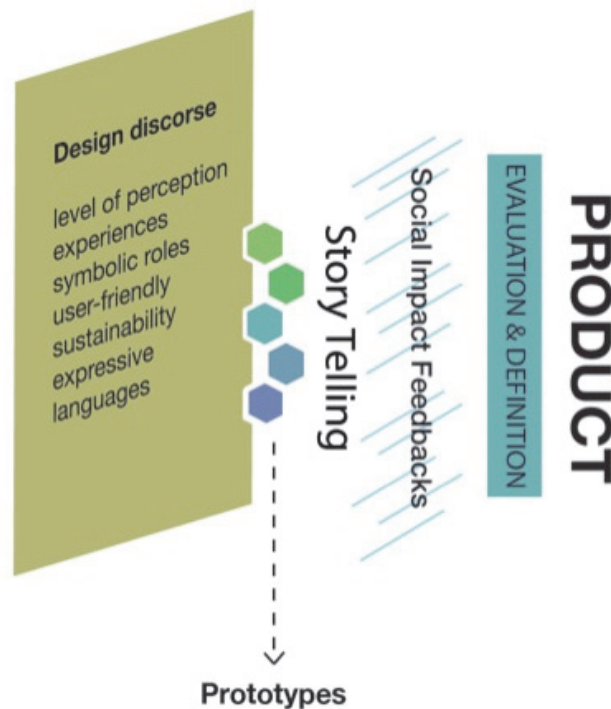 Design discorse
level of perception
experiences
symbolic roles
user-friendly
sustainability
expressive
languages
Story Telling
Social Impact Feedbacks
EVALUATION & DEFINITION
PRODUCT
Prototypes